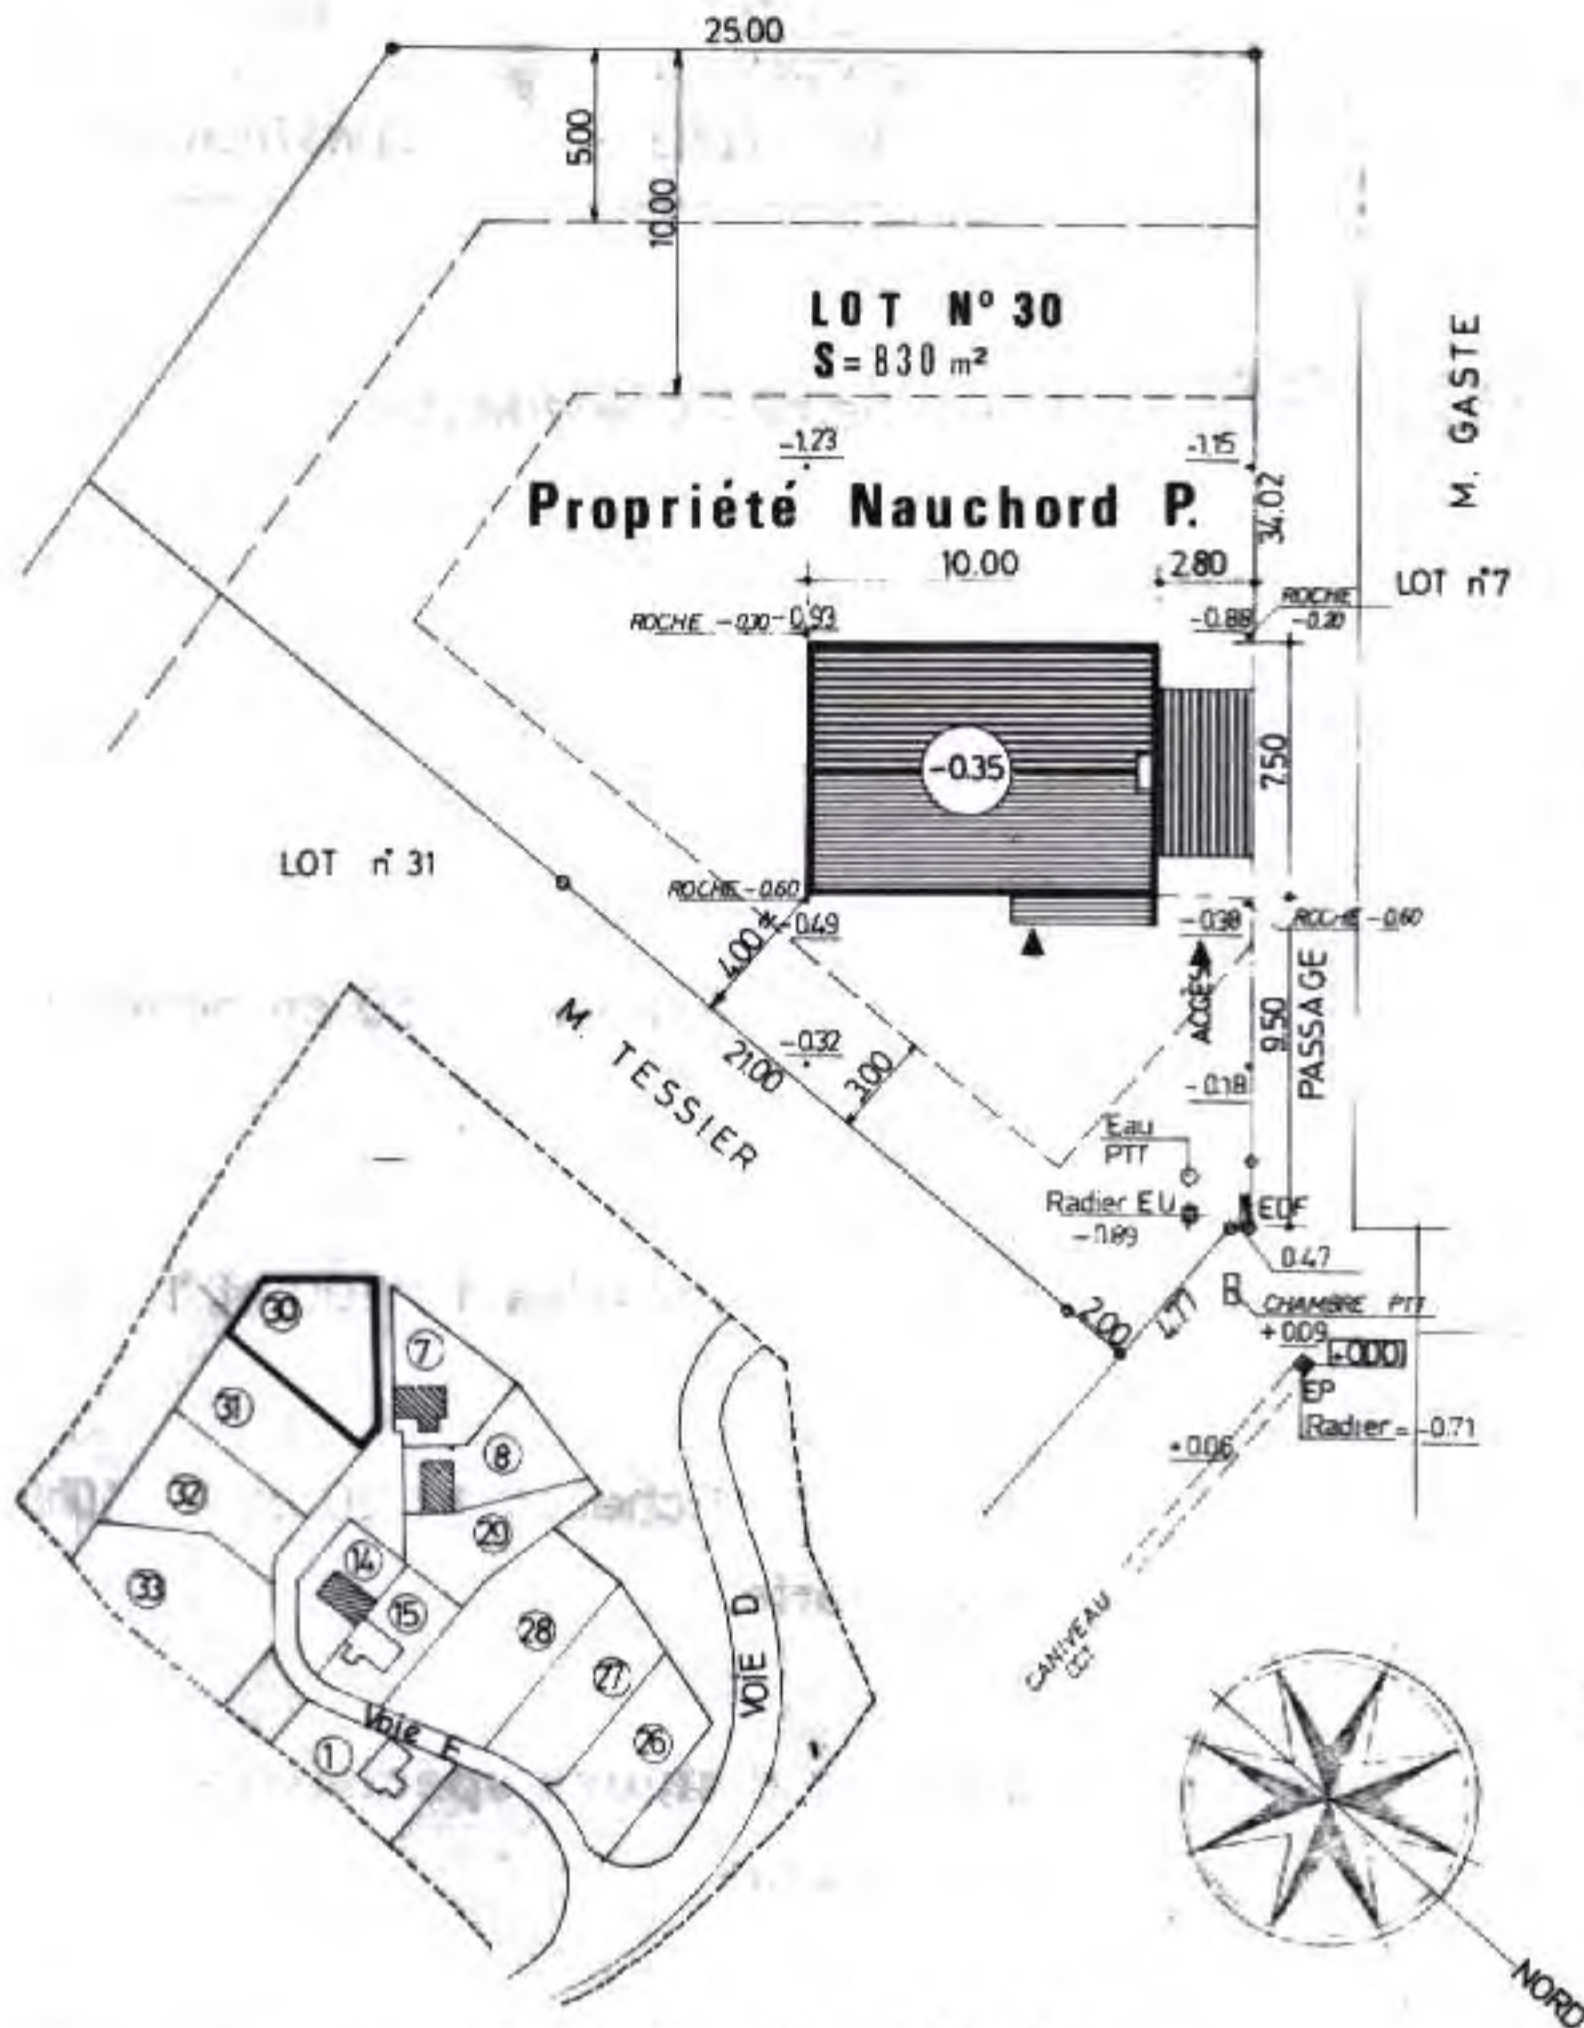 25.00
5.00
10.00
LOT N° 30
S = 830 m²
M. GASTE
-1.23
-1.15
Propriété Nauchord P.
34.02
10.00
2.80
LOT n°7
ROCHE -0.30
-0.93
-0.88
ROCHE
-0.20
-0.35
7.50
LOT n° 31
ROCHE -0.60
-0.49
-0.38
ROCHE -0.60
4.00
ACCÈS
PASSAGE
9.50
M. TESSIER
-0.32
21.00
3.00
-0.18
Eau
PTT
Radier EU
-0.89
EDF
0.47
CHAMBRE PTT
2.00
4.77
+0.09
+0.00
EP
Radier = -0.71
+0.06
CANIVEAU
30
7
31
8
32
29
33
14
15
28
27
26
1
VOIE D
Voie F
NORD